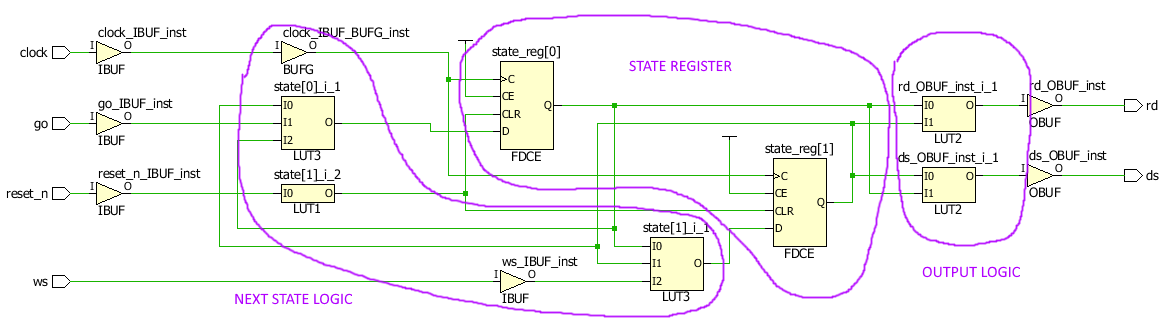 clock
I
clock_IBUF_inst
O
IBUF
I
clock_IBUF_BUFG_inst
O
BUFG
go
I
go_IBUF_inst
O
IBUF
reset_n
I
reset_n_IBUF_inst
O
IBUF
ws
I
ws_IBUF_inst
O
IBUF
state[0]_i_1
I0
I1
I2
O
LUT3
state[1]_i_2
I0
O
LUT1
state[1]_i_1
I0
I1
I2
O
LUT3
state_reg[0]
C
CE
CLR
D
Q
FDCE
state_reg[1]
C
CE
CLR
D
Q
FDCE
rd_OBUF_inst_i_1
I0
I1
O
LUT2
ds_OBUF_inst_i_1
I0
I1
O
LUT2
I
rd_OBUF_inst
O
OBUF
rd
I
ds_OBUF_inst
O
OBUF
ds
NEXT STATE LOGIC
STATE REGISTER
OUTPUT LOGIC